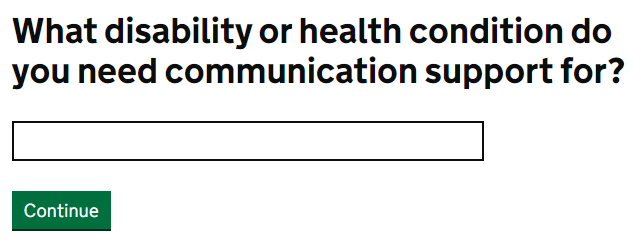 What disability or health condition do
you need communication support for?
Continue